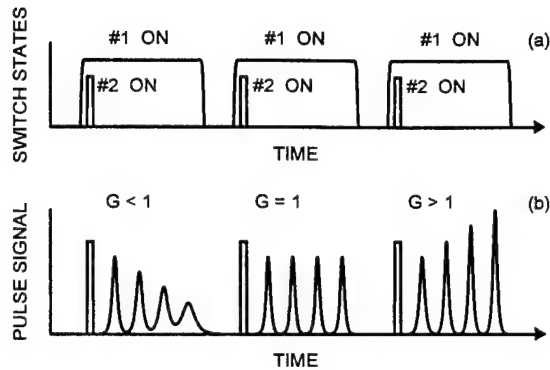 SWITCH STATES
#1 ON
#1 ON
#1 ON
(a)
#2 ON
#2 ON
#2 ON
TIME
PULSE SIGNAL
G < 1
G = 1
G > 1
(b)
TIME